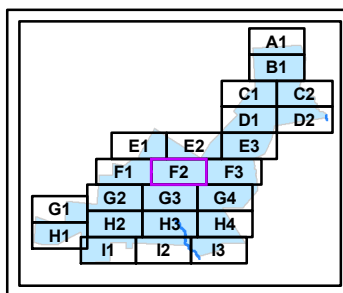 A1
B1
C1 C2
D1 D2
E1 E2 E3
F1 F2 F3
G1 G2 G3 G4
H1 H2 H3 H4
I1 I2 I3